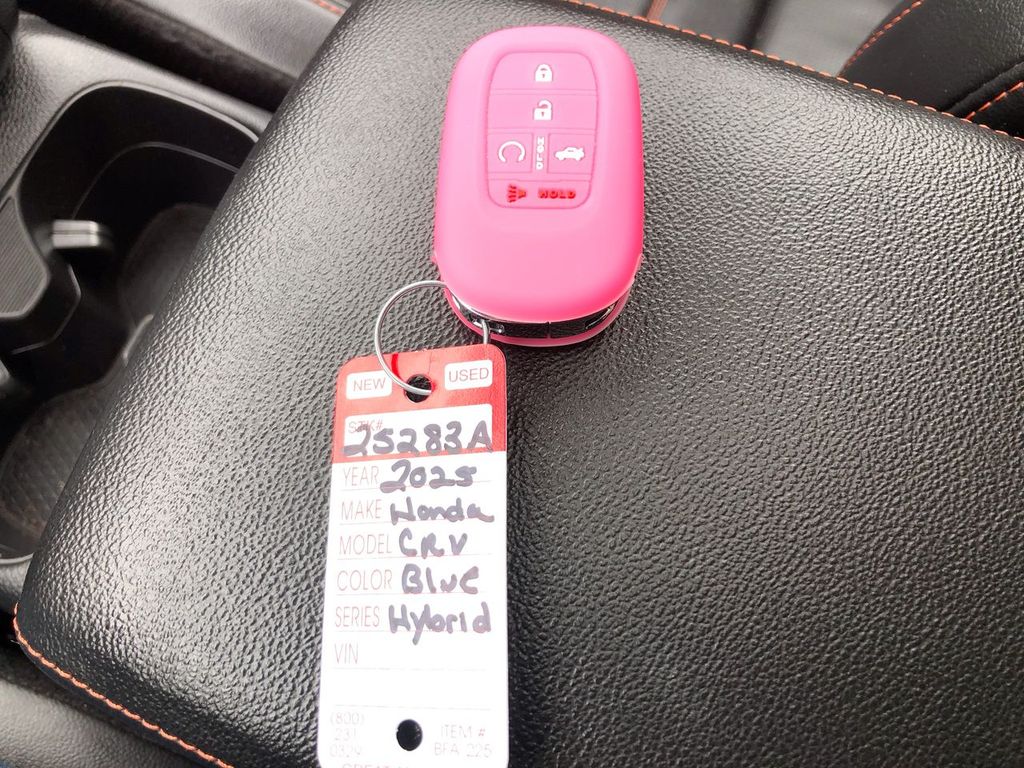 HOLD
HOLD
NEW USED
STK#
25283A
YEAR 2025
MAKE Honda
MODEL CRV
COLOR Blue
SERIES Hybrid
VIN
(800)
231
0329
ITEM #
BFA 225